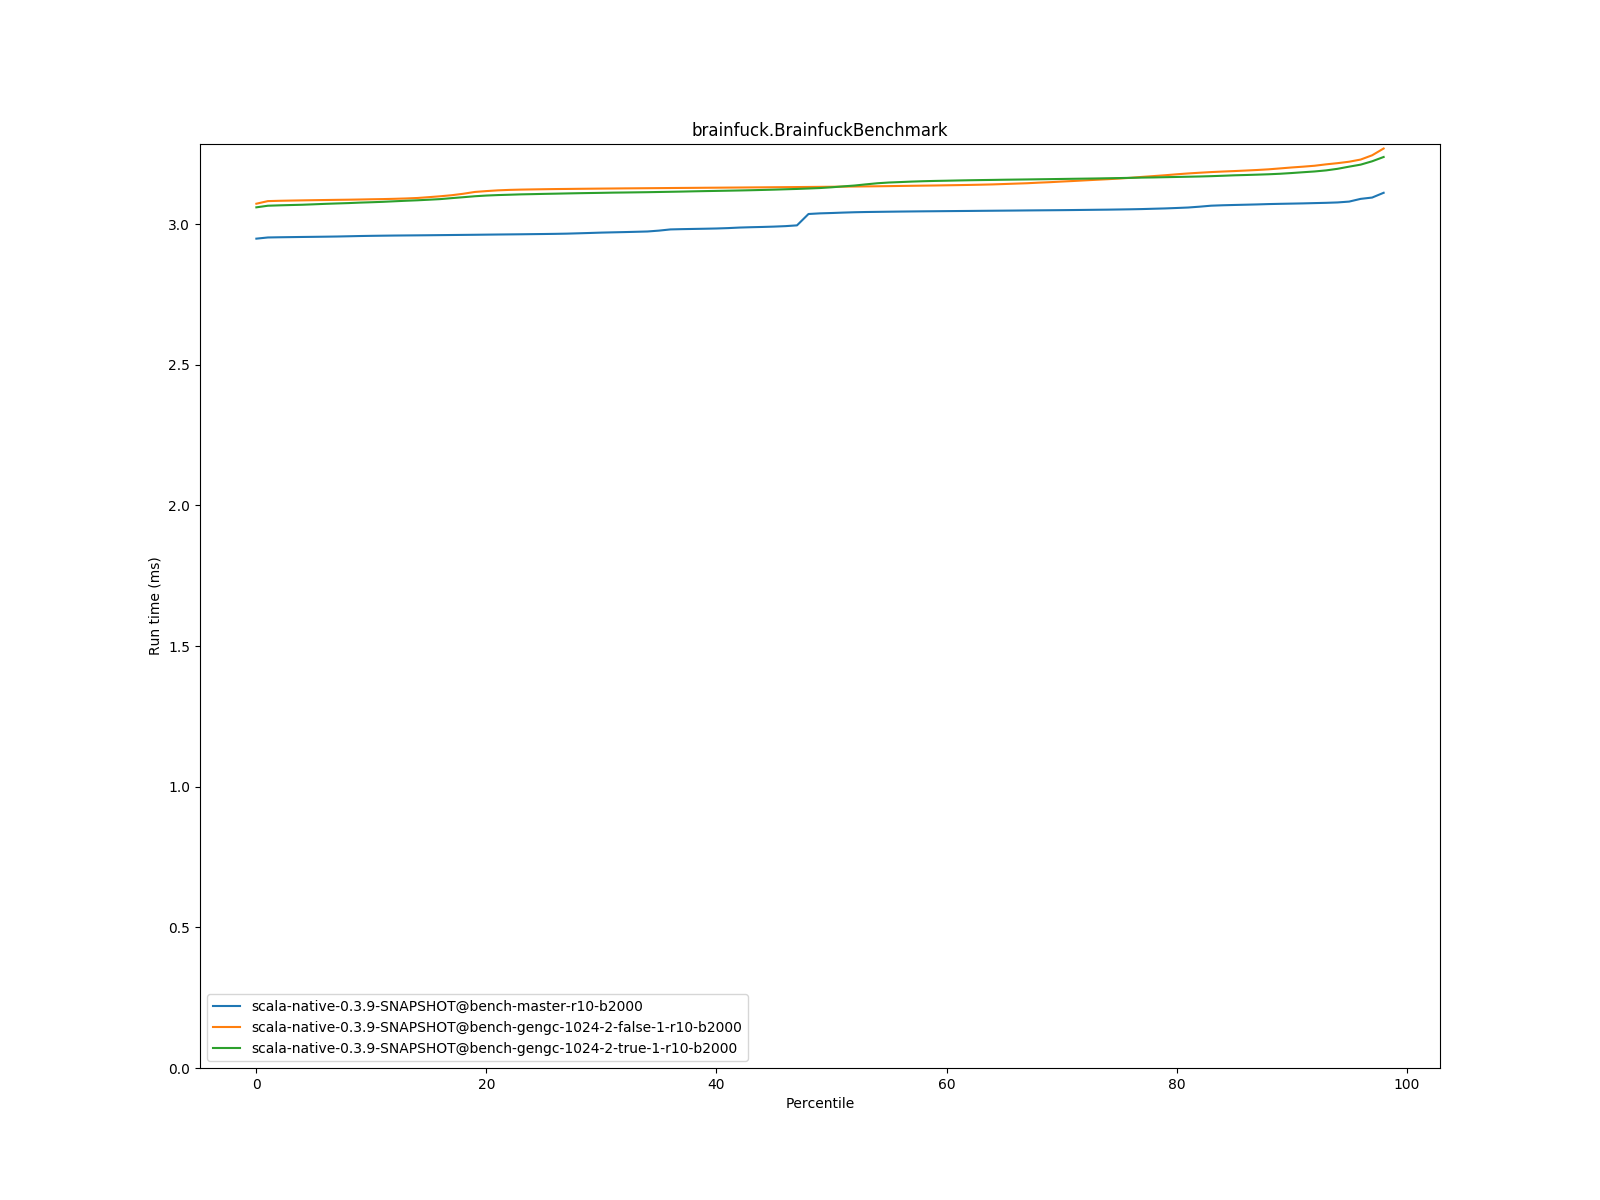 brainfuck.BrainfuckBenchmark
Run time (ms)
3.0
2.5
2.0
1.5
1.0
0.5
0.0
scala-native-0.3.9-SNAPSHOT@bench-master-r10-b2000
scala-native-0.3.9-SNAPSHOT@bench-gengc-1024-2-false-1-r10-b2000
scala-native-0.3.9-SNAPSHOT@bench-gengc-1024-2-true-1-r10-b2000
0 20 40 60 80 100
Percentile